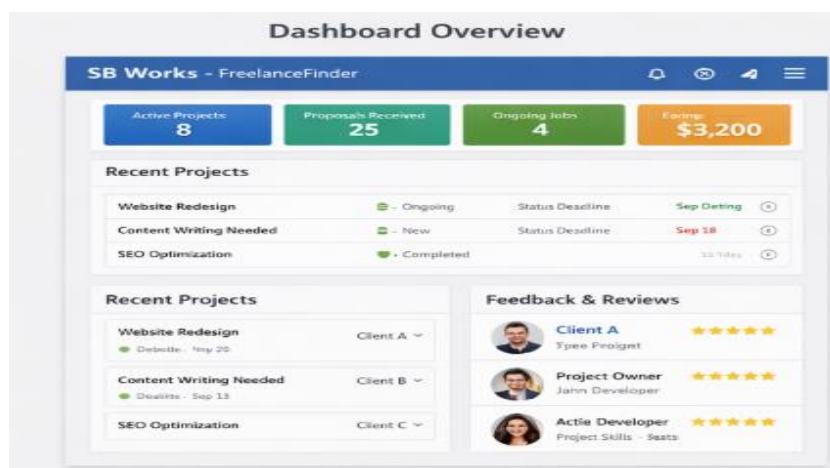 Dashboard Overview
SB Works - FreelanceFinder
Active Projects
8
Proposals Received
25
Ongoing Jobs
4
$3,200
Recent Projects
Website Redesign - Ongoing Status Deadline Sep Deting
Content Writing Needed - New Status Deadline Sep 18
SEO Optimization - Completed
Recent Projects
Website Redesign Client A
Content Writing Needed Client B
Sep 13
SEO Optimization Client C
Feedback & Reviews
Client A
Project Owner
Jahn Developer
Actie Developer
Project Skills -